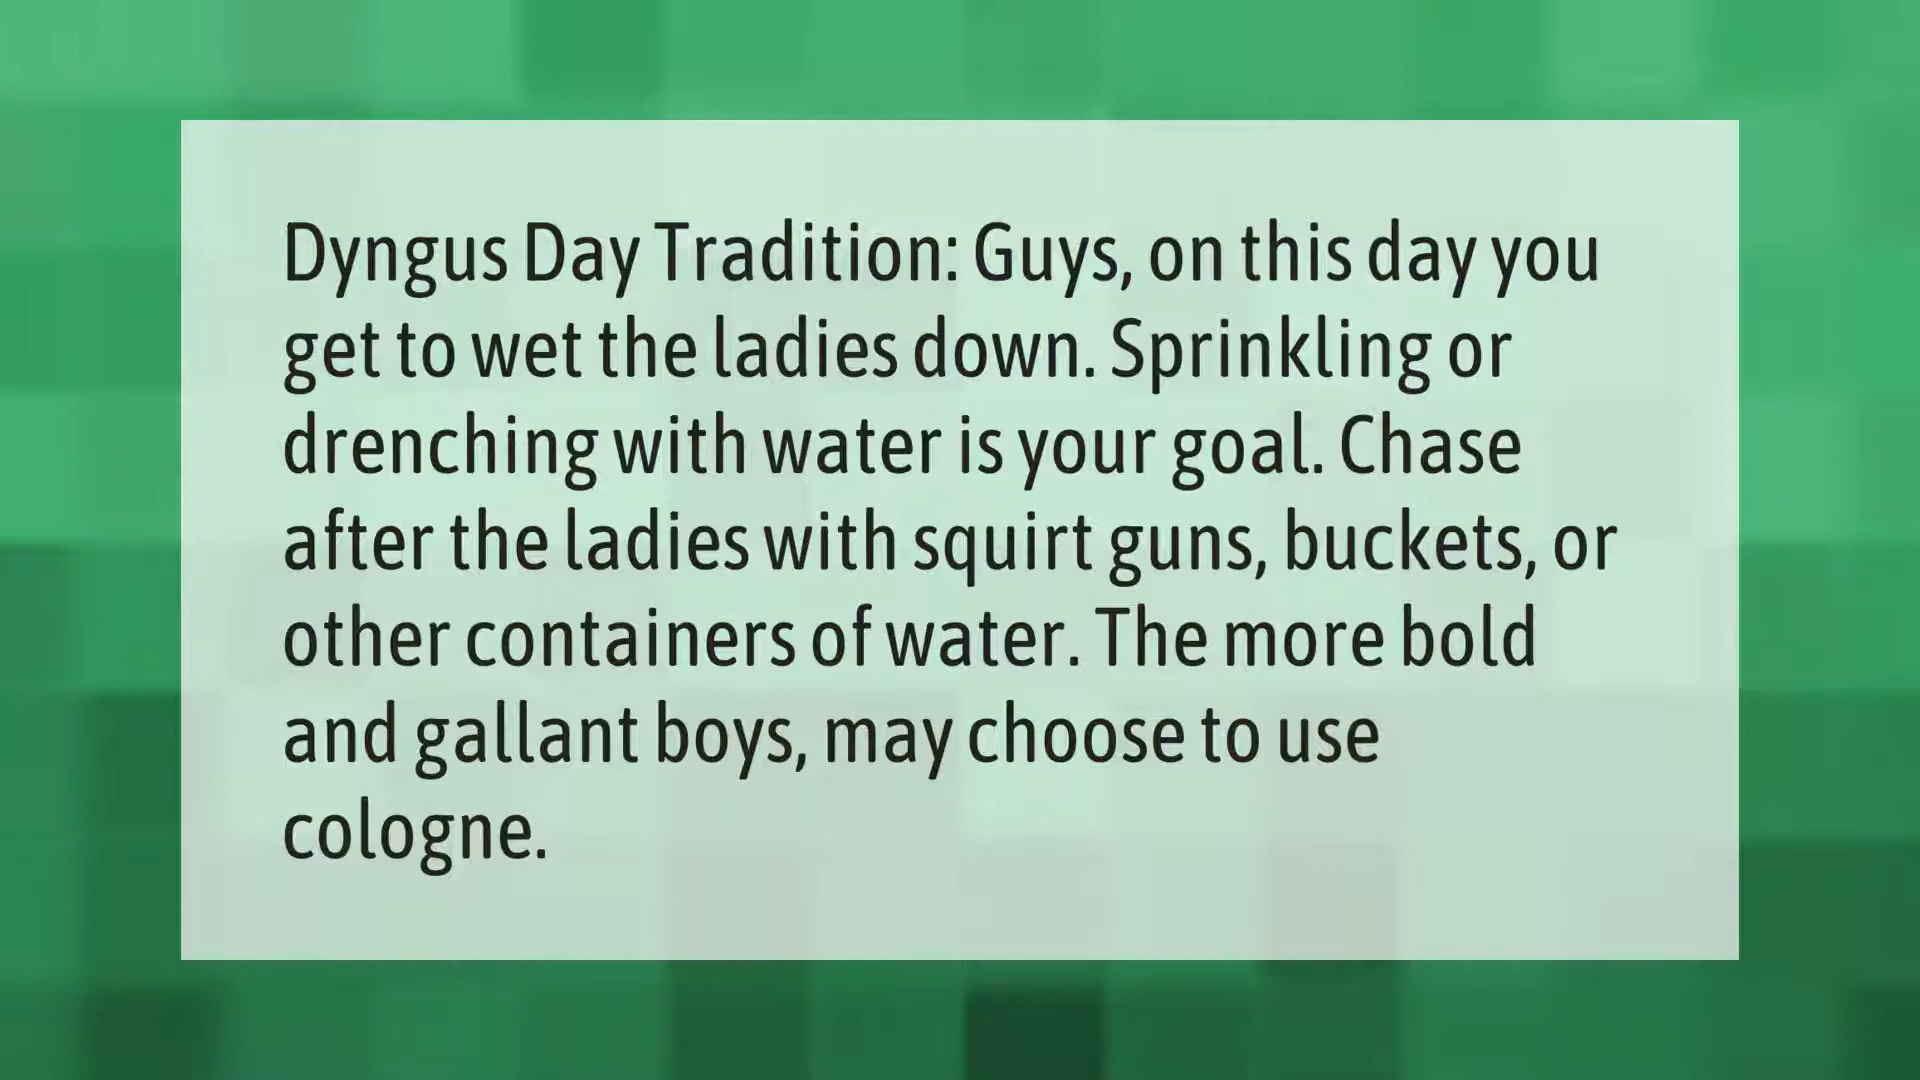 Dyngus Day Tradition: Guys, on this day you
get to wet the ladies down. Sprinkling or
drenching with water is your goal. Chase
after the ladies with squirt guns, buckets, or
other containers of water. The more bold
and gallant boys, may choose to use
cologne.